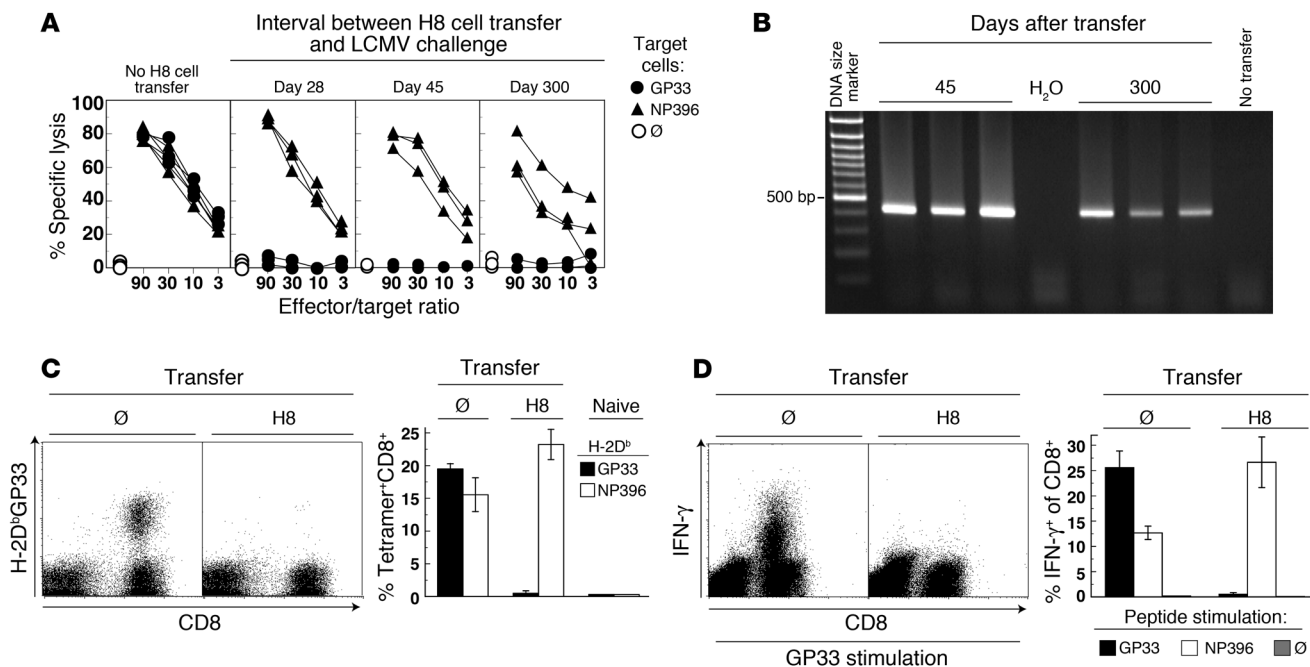 A
Interval between H8 cell transfer
and LCMV challenge
No H8 cell
transfer
Day 28
Day 45
Day 300
Target
cells:
GP33
NP396
Ø
% Specific lysis
100
80
60
40
20
0
90 30 10 3
90 30 10 3
90 30 10 3
90 30 10 3
Effector/target ratio
B
Days after transfer
DNA size
marker
45
H₂O
300
No transfer
500 bp
C
Transfer
Ø
H8
H-2DᵇGP33
CD8
Transfer
Ø
H8
Naive
% Tetramer⁺CD8⁺
25
20
15
10
5
0
H-2Dᵇ
GP33
NP396
D
Transfer
Ø
H8
IFN-γ
CD8
GP33 stimulation
Transfer
Ø
H8
% IFN-γ⁺ of CD8⁺
30
25
20
15
10
5
0
Peptide stimulation:
GP33 NP396 Ø